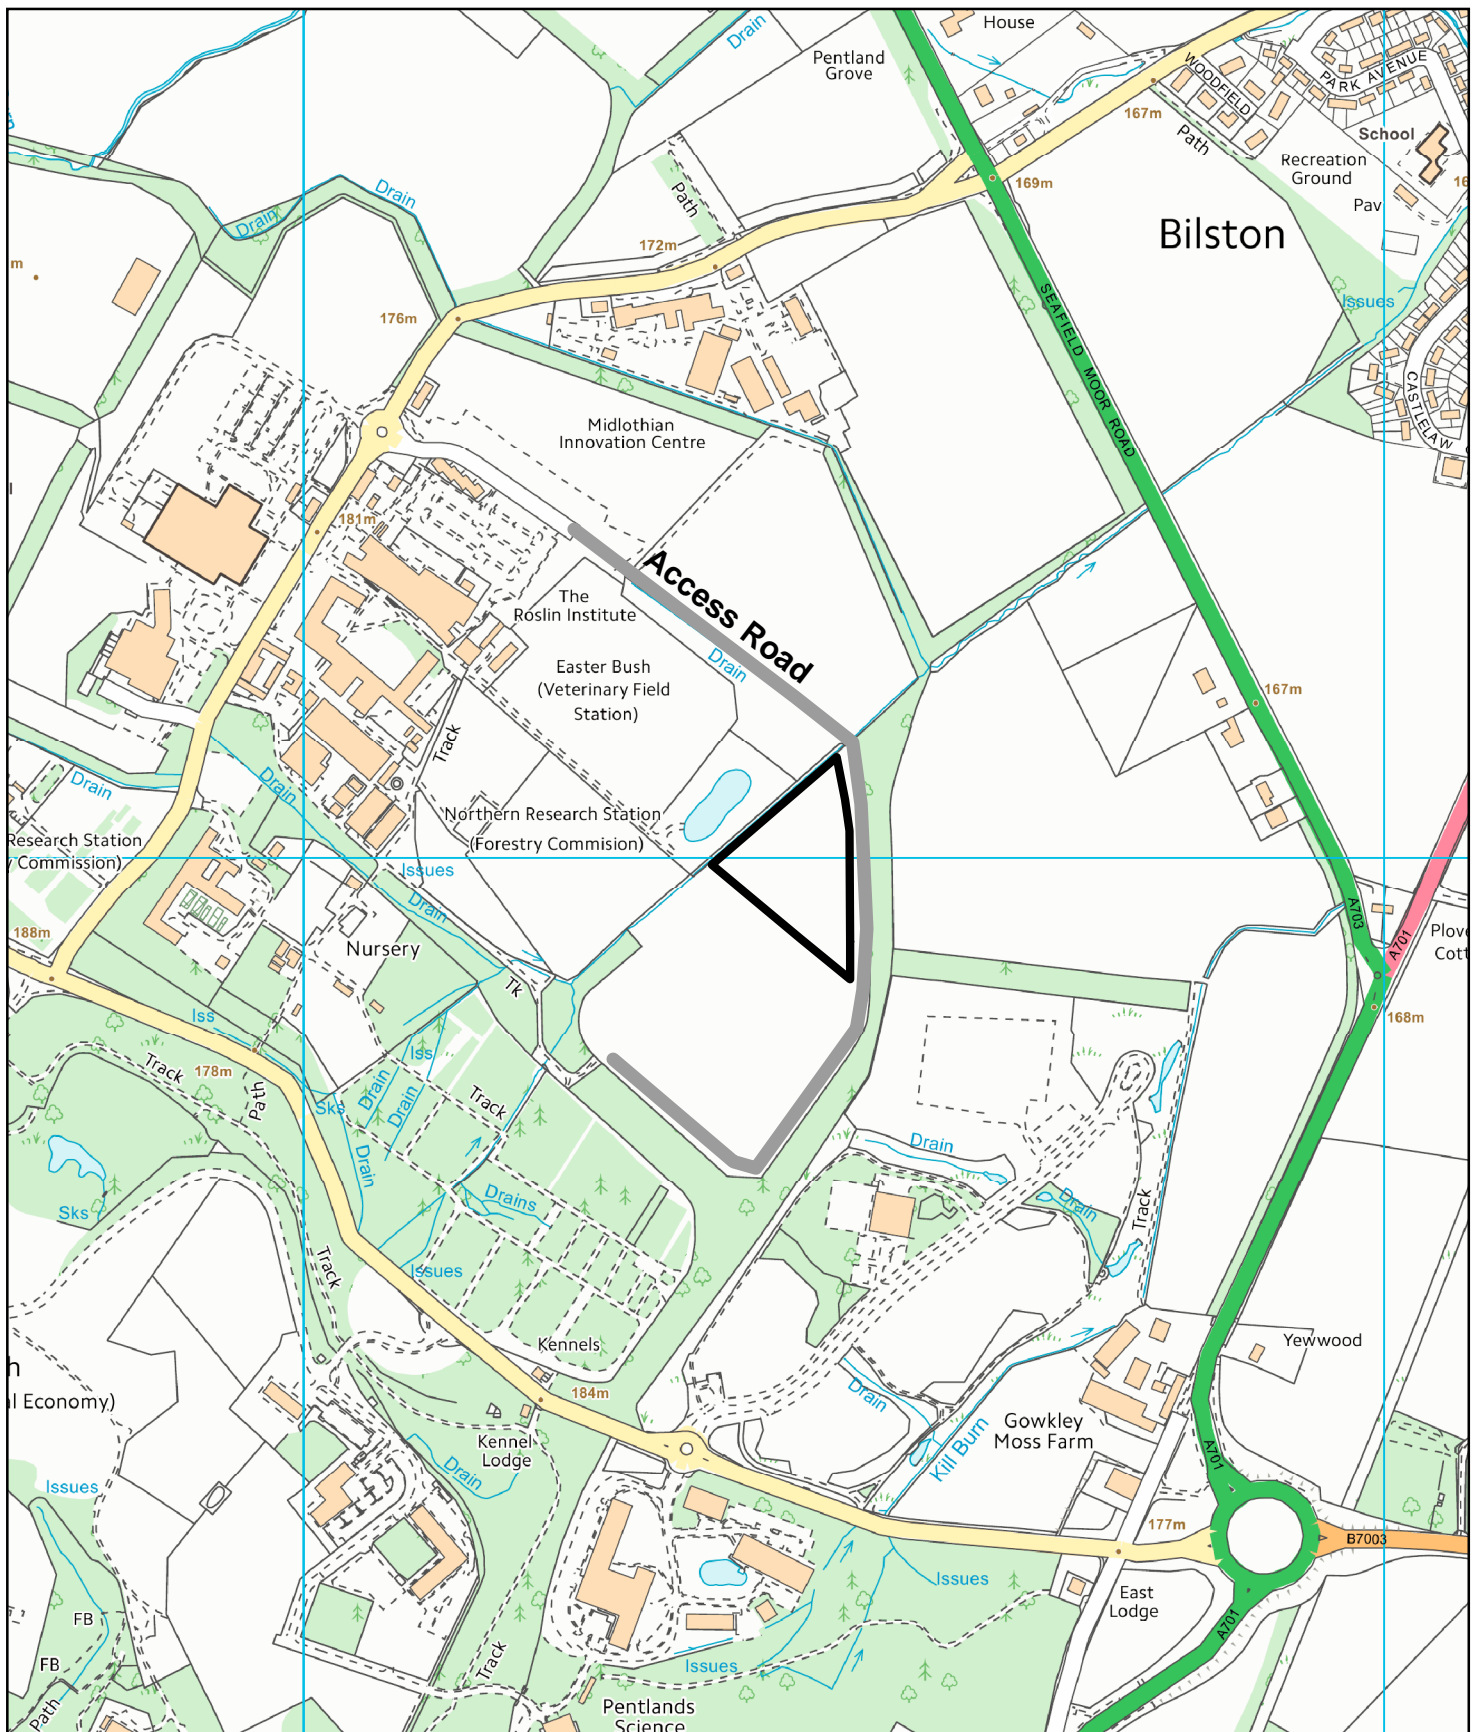 House
Drain
Pentland
Grove
WOODFIELD
PARK AVENUE
167m
Path
School
Recreation
Ground
Pav
169m
Bilston
Drain
Drain
Path
172m
m
176m
Issues
SEAFIELD MOOR ROAD
CASTLELAW
Midlothian
Innovation Centre
181m
Access Road
The
Roslin Institute
Drain
Easter Bush
(Veterinary Field
Station)
167m
Track
Drain
Drain
Northern Research Station
(Forestry Commision)
Research Station
y Commission)
Issues
Drain
188m
Nursery
A703
A701
Plove
Cott
Tk
168m
Iss
Iss
Track
178m
Path
Drain
Drain
Sks
Track
Drain
Drain
Drains
Drain
Track
Sks
Track
Issues
Kennels
Yewwood
h
al Economy)
184m
Drain
Gowkley
Moss Farm
Kill Burn
A701
Kennel
Lodge
Drain
Issues
177m
B7003
Issues
East
Lodge
A701
FB
FB
Path
Track
Issues
Pentlands
Science